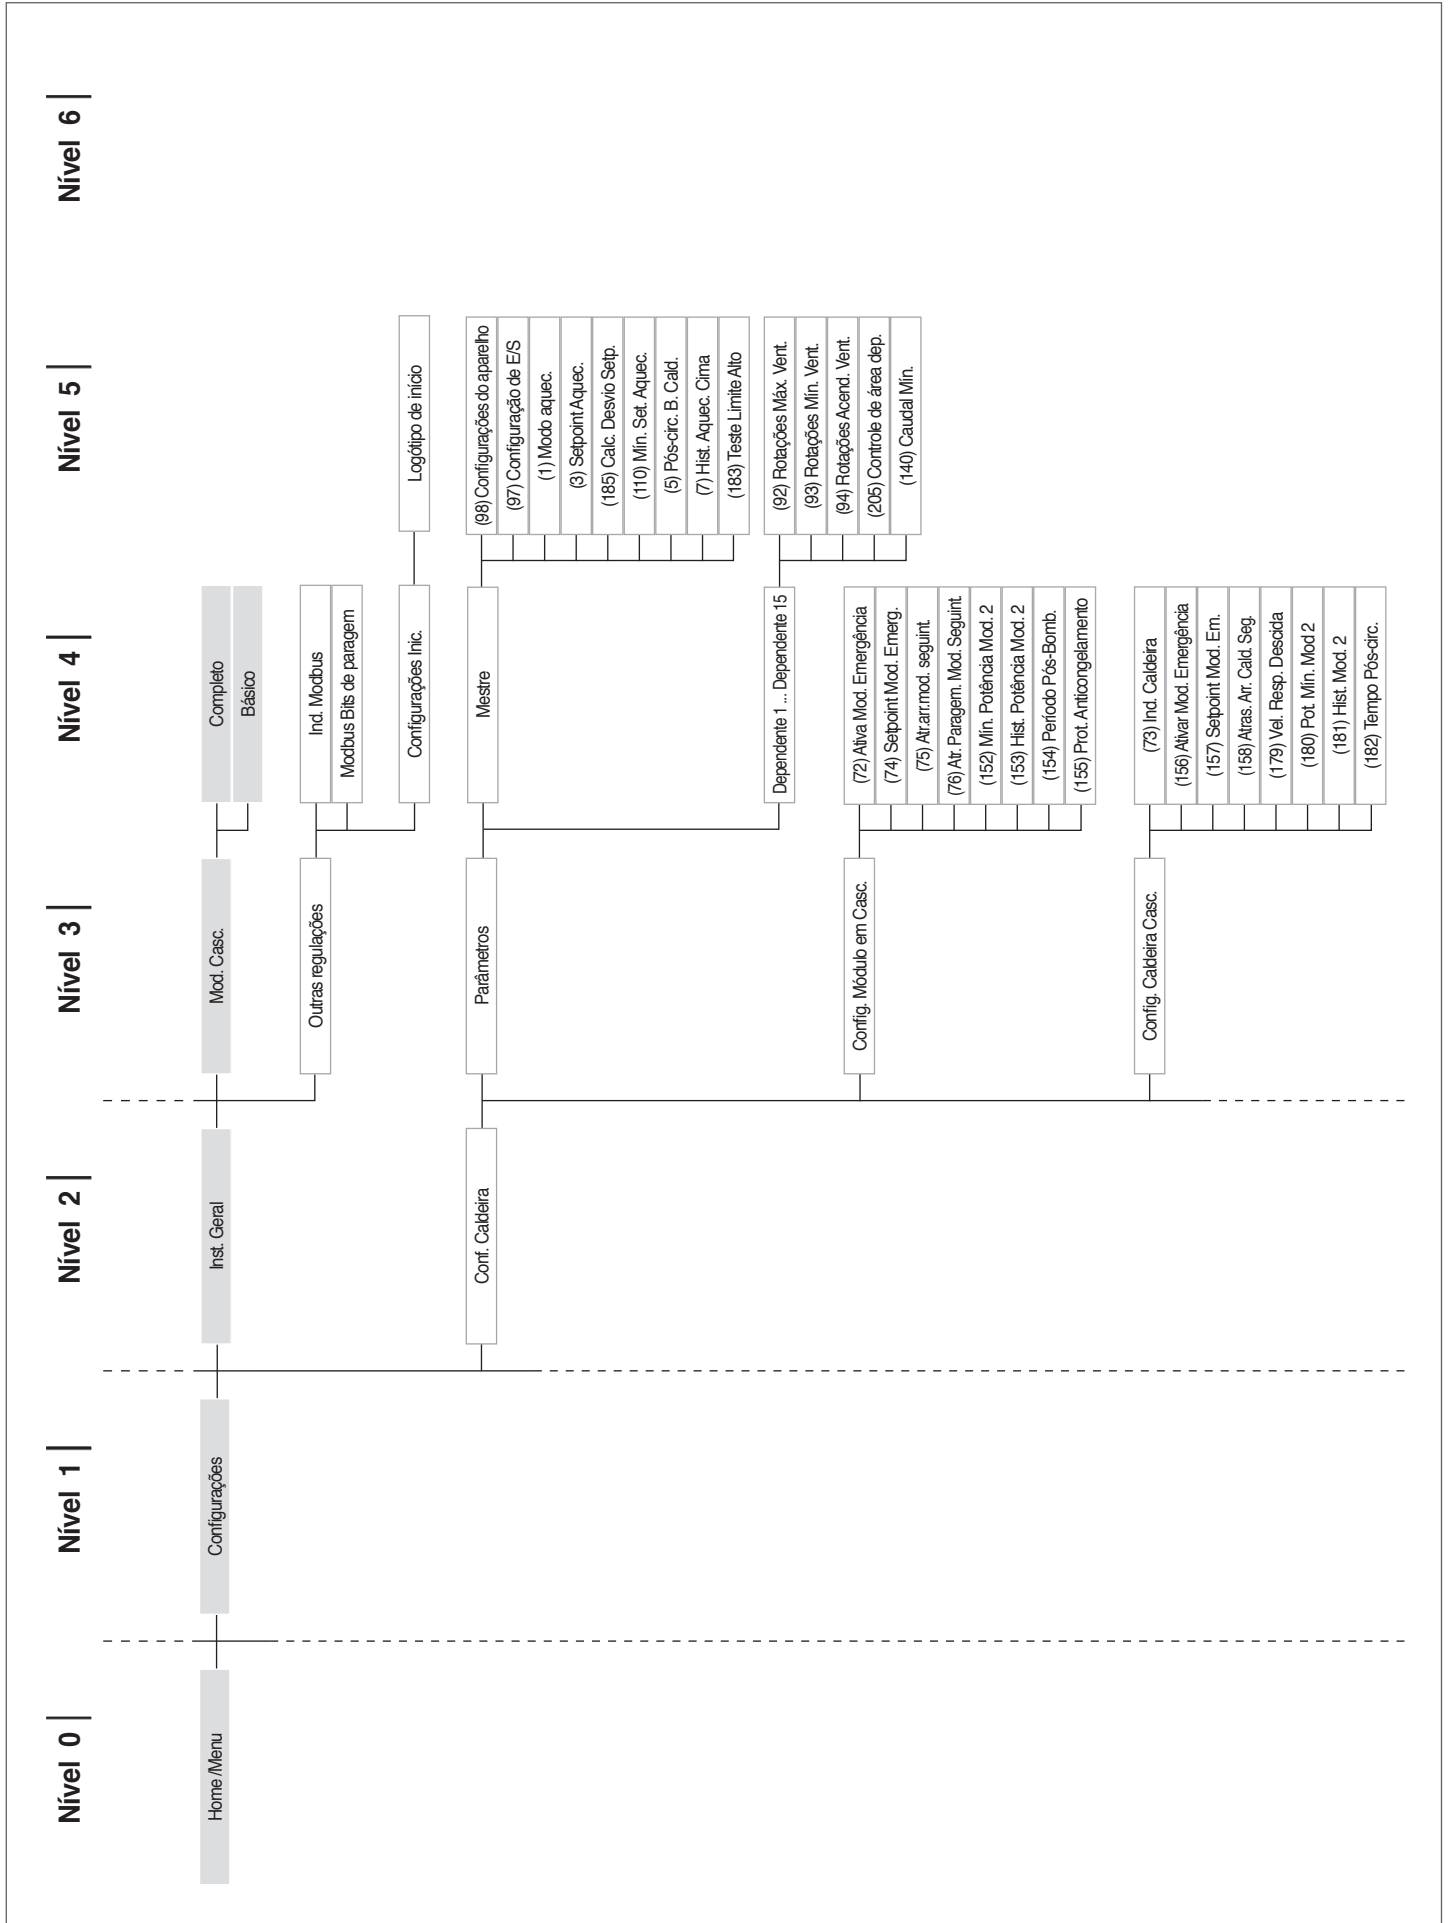 Nível 0
Nível 1
Nível 2
Nível 3
Nível 4
Nível 5
Nível 6
Home /Menu
Configurações
Inst. Geral
Mod. Casc.
Completo
Básico
Outras regulações
Ind. Modbus
Modbus Bits de paragem
Configurações Inic.
Logótipo de início
Conf. Caldeira
Parâmetros
Mestre
(98) Configurações do aparelho
(97) Configuração de E/S
(1) Modo aquec.
(3) Setpoint Aquec.
(185) Calc. Desvio Setp.
(110) Mín. Set. Aquec.
(5) Pós-circ. B. Cald.
(7) Hist. Aquec. Cima
(183) Teste Limite Alto
Dependente 1 ... Dependente 15
(92) Rotações Máx. Vent.
(93) Rotações Mín. Vent.
(94) Rotações Acend. Vent.
(205) Controle de área dep.
(140) Caudal Mín.
Config. Módulo em Casc.
(72) Ativa Mod. Emergência
(74) Setpoint Mod. Emerg.
(75) Atr.arr.mod. seguint.
(76) Atr. Paragem. Mod. Seguint.
(152) Mín. Potência Mod. 2
(153) Hist. Potência Mod. 2
(154) Período Pós-Bomb.
(155) Prot. Anticongelamento
Config. Caldeira Casc.
(73) Ind. Caldeira
(156) Ativar Mod. Emergência
(157) Setpoint Mod. Em.
(158) Atras. Arr. Cald. Seg.
(179) Vel. Resp. Descida
(180) Pot. Mín. Mod 2
(181) Hist. Mod. 2
(182) Tempo Pós-circ.